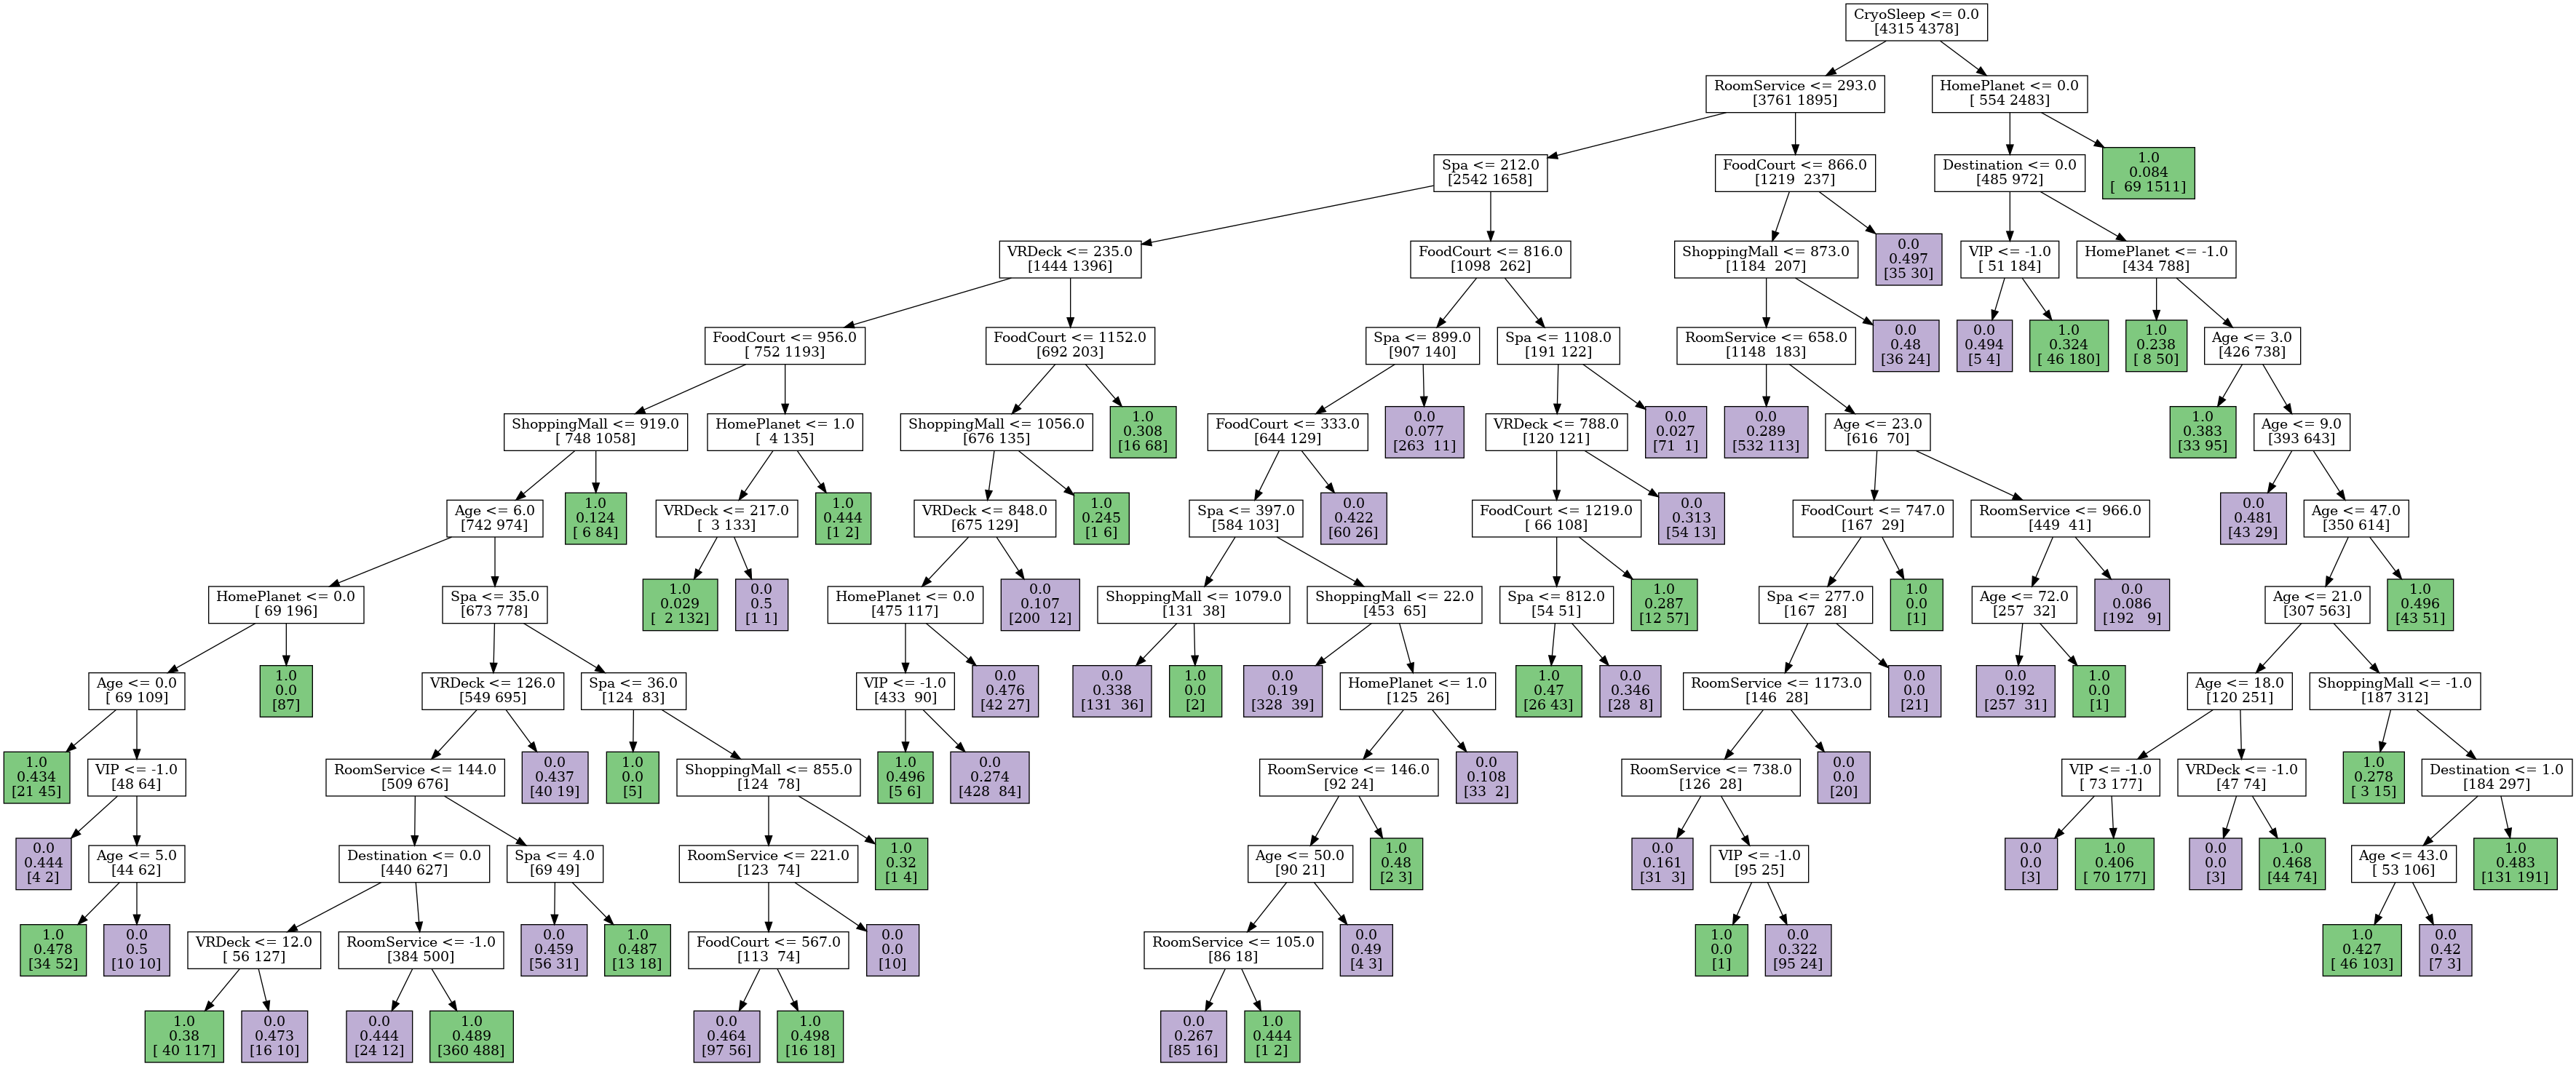 CryoSleep <= 0.0
[4315 4378]
RoomService <= 293.0
[3761 1895]
HomePlanet <= 0.0
[ 554 2483]
Spa <= 212.0
[2542 1658]
FoodCourt <= 866.0
[1219  237]
Destination <= 0.0
[485 972]
1.0
0.084
[  69 1511]
VRDeck <= 235.0
[1444 1396]
FoodCourt <= 816.0
[1098  262]
ShoppingMall <= 873.0
[1184  207]
0.0
0.497
[35 30]
VIP <= -1.0
[ 51 184]
HomePlanet <= -1.0
[434 788]
FoodCourt <= 956.0
[ 752 1193]
FoodCourt <= 1152.0
[692 203]
Spa <= 899.0
[907 140]
Spa <= 1108.0
[191 122]
RoomService <= 658.0
[1148  183]
0.0
0.48
[36 24]
0.0
0.494
[5 4]
1.0
0.324
[ 46 180]
1.0
0.238
[ 8 50]
Age <= 3.0
[426 738]
ShoppingMall <= 919.0
[ 748 1058]
HomePlanet <= 1.0
[  4 135]
ShoppingMall <= 1056.0
[676 135]
1.0
0.308
[16 68]
FoodCourt <= 333.0
[644 129]
0.0
0.077
[263  11]
VRDeck <= 788.0
[120 121]
0.0
0.027
[71  1]
0.0
0.289
[532 113]
Age <= 23.0
[616  70]
1.0
0.383
[33 95]
Age <= 9.0
[393 643]
Age <= 6.0
[742 974]
1.0
0.124
[ 6 84]
VRDeck <= 217.0
[  3 133]
1.0
0.444
[1 2]
VRDeck <= 848.0
[675 129]
1.0
0.245
[1 6]
Spa <= 397.0
[584 103]
0.0
0.422
[60 26]
FoodCourt <= 1219.0
[ 66 108]
0.0
0.313
[54 13]
FoodCourt <= 747.0
[167  29]
RoomService <= 966.0
[449  41]
0.0
0.481
[43 29]
Age <= 47.0
[350 614]
HomePlanet <= 0.0
[ 69 196]
Spa <= 35.0
[673 778]
1.0
0.029
[  2 132]
0.0
0.5
[1 1]
HomePlanet <= 0.0
[475 117]
0.0
0.107
[200  12]
ShoppingMall <= 1079.0
[131  38]
ShoppingMall <= 22.0
[453  65]
Spa <= 812.0
[54 51]
1.0
0.287
[12 57]
Spa <= 277.0
[167  28]
1.0
0.0
[1]
Age <= 72.0
[257  32]
0.0
0.086
[192   9]
Age <= 21.0
[307 563]
1.0
0.496
[43 51]
Age <= 0.0
[ 69 109]
1.0
0.0
[87]
VRDeck <= 126.0
[549 695]
Spa <= 36.0
[124  83]
VIP <= -1.0
[433  90]
0.0
0.476
[42 27]
0.0
0.338
[131  36]
1.0
0.0
[2]
0.0
0.19
[328  39]
HomePlanet <= 1.0
[125  26]
1.0
0.47
[26 43]
0.0
0.346
[28  8]
RoomService <= 1173.0
[146  28]
0.0
0.0
[21]
0.0
0.192
[257  31]
1.0
0.0
[1]
Age <= 18.0
[120 251]
ShoppingMall <= -1.0
[187 312]
1.0
0.434
[21 45]
VIP <= -1.0
[48 64]
RoomService <= 144.0
[509 676]
0.0
0.437
[40 19]
1.0
0.0
[5]
ShoppingMall <= 855.0
[124  78]
1.0
0.496
[5 6]
0.0
0.274
[428  84]
RoomService <= 146.0
[92 24]
0.0
0.108
[33  2]
RoomService <= 738.0
[126  28]
0.0
0.0
[20]
VIP <= -1.0
[ 73 177]
VRDeck <= -1.0
[47 74]
1.0
0.278
[ 3 15]
Destination <= 1.0
[184 297]
0.0
0.444
[4 2]
Age <= 5.0
[44 62]
Destination <= 0.0
[440 627]
Spa <= 4.0
[69 49]
RoomService <= 221.0
[123  74]
1.0
0.32
[1 4]
Age <= 50.0
[90 21]
1.0
0.48
[2 3]
0.0
0.161
[31  3]
VIP <= -1.0
[95 25]
0.0
0.0
[3]
1.0
0.406
[ 70 177]
0.0
0.0
[3]
1.0
0.468
[44 74]
Age <= 43.0
[ 53 106]
1.0
0.483
[131 191]
1.0
0.478
[34 52]
0.0
0.5
[10 10]
VRDeck <= 12.0
[ 56 127]
RoomService <= -1.0
[384 500]
0.0
0.459
[56 31]
1.0
0.487
[13 18]
FoodCourt <= 567.0
[113  74]
0.0
0.0
[10]
RoomService <= 105.0
[86 18]
0.0
0.49
[4 3]
1.0
0.0
[1]
0.0
0.322
[95 24]
1.0
0.427
[ 46 103]
0.0
0.42
[7 3]
1.0
0.38
[ 40 117]
0.0
0.473
[16 10]
0.0
0.444
[24 12]
1.0
0.489
[360 488]
0.0
0.464
[97 56]
1.0
0.498
[16 18]
0.0
0.267
[85 16]
1.0
0.444
[1 2]